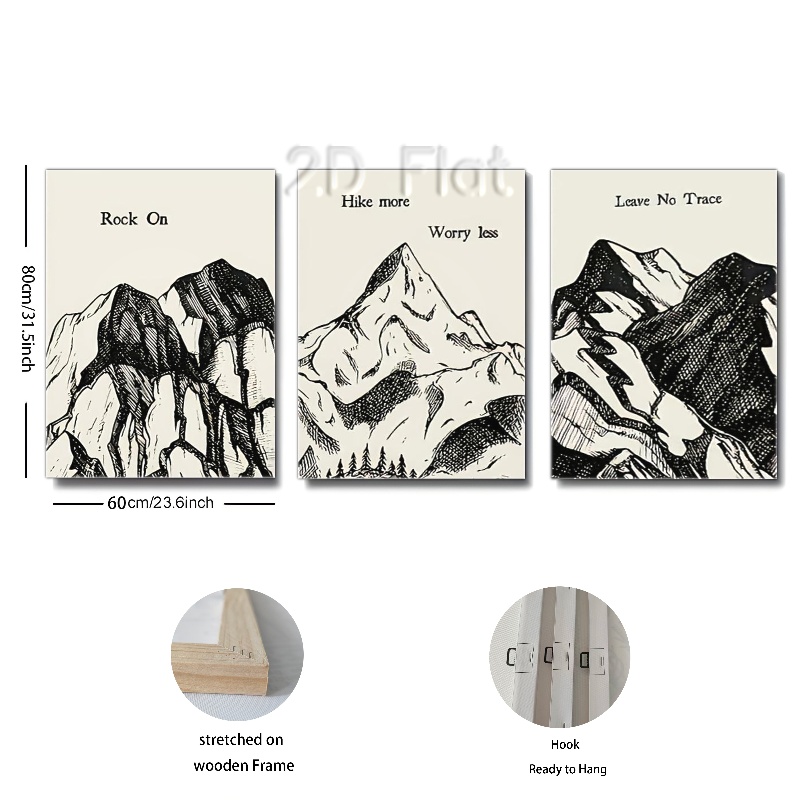 2D Flat
Rock On
Hike more
Worry less
Leave No Trace
80cm/31.5inch
60cm/23.6inch
stretched on
wooden Frame
Hook
Ready to Hang